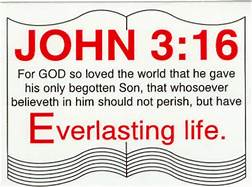 JOHN 3:16
For GOD so loved the world that he gave
his only begotten Son, that whosoever
believeth in him should not perish, but have
Everlasting life.